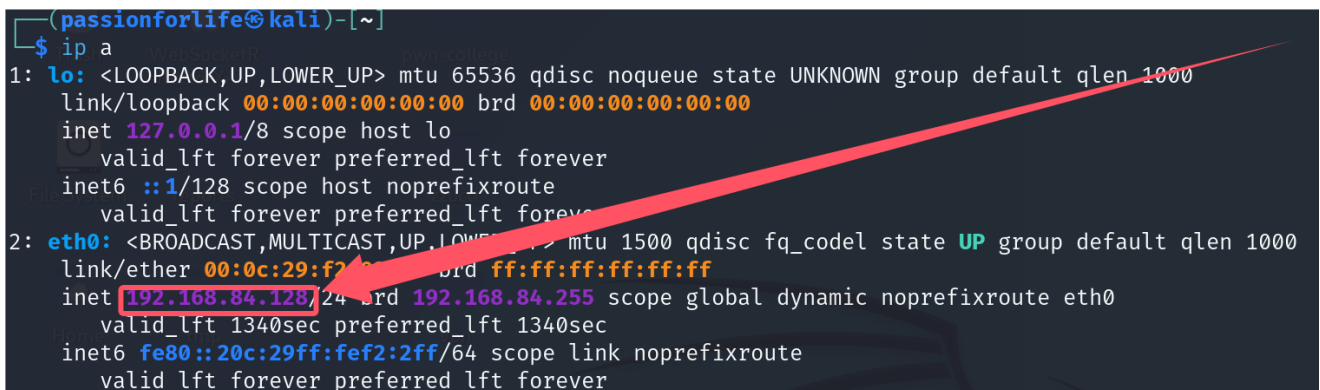 (passionforlife㉿kali)-[~]
$ ip a
1: lo: <LOOPBACK,UP,LOWER_UP> mtu 65536 qdisc noqueue state UNKNOWN group default qlen 1000
link/loopback 00:00:00:00:00:00 brd 00:00:00:00:00:00
inet 127.0.0.1/8 scope host lo
valid_lft forever preferred_lft forever
inet6 ::1/128 scope host noprefixroute
valid_lft forever preferred_lft
2: eth0: <BROADCAST,MULTICAST,UP, mtu 1500 qdisc fq_codel state UP group default qlen 1000
link/ether brd ff:ff:ff:ff:ff:ff
inet 192.168.84.128/24 brd 192.168.84.255 scope global dynamic noprefixroute eth0
valid_lft 1340sec preferred_lft 1340sec
inet6 fe80::20c:29ff:fef2:2ff/64 scope link noprefixroute
valid_lft forever preferred_lft forever